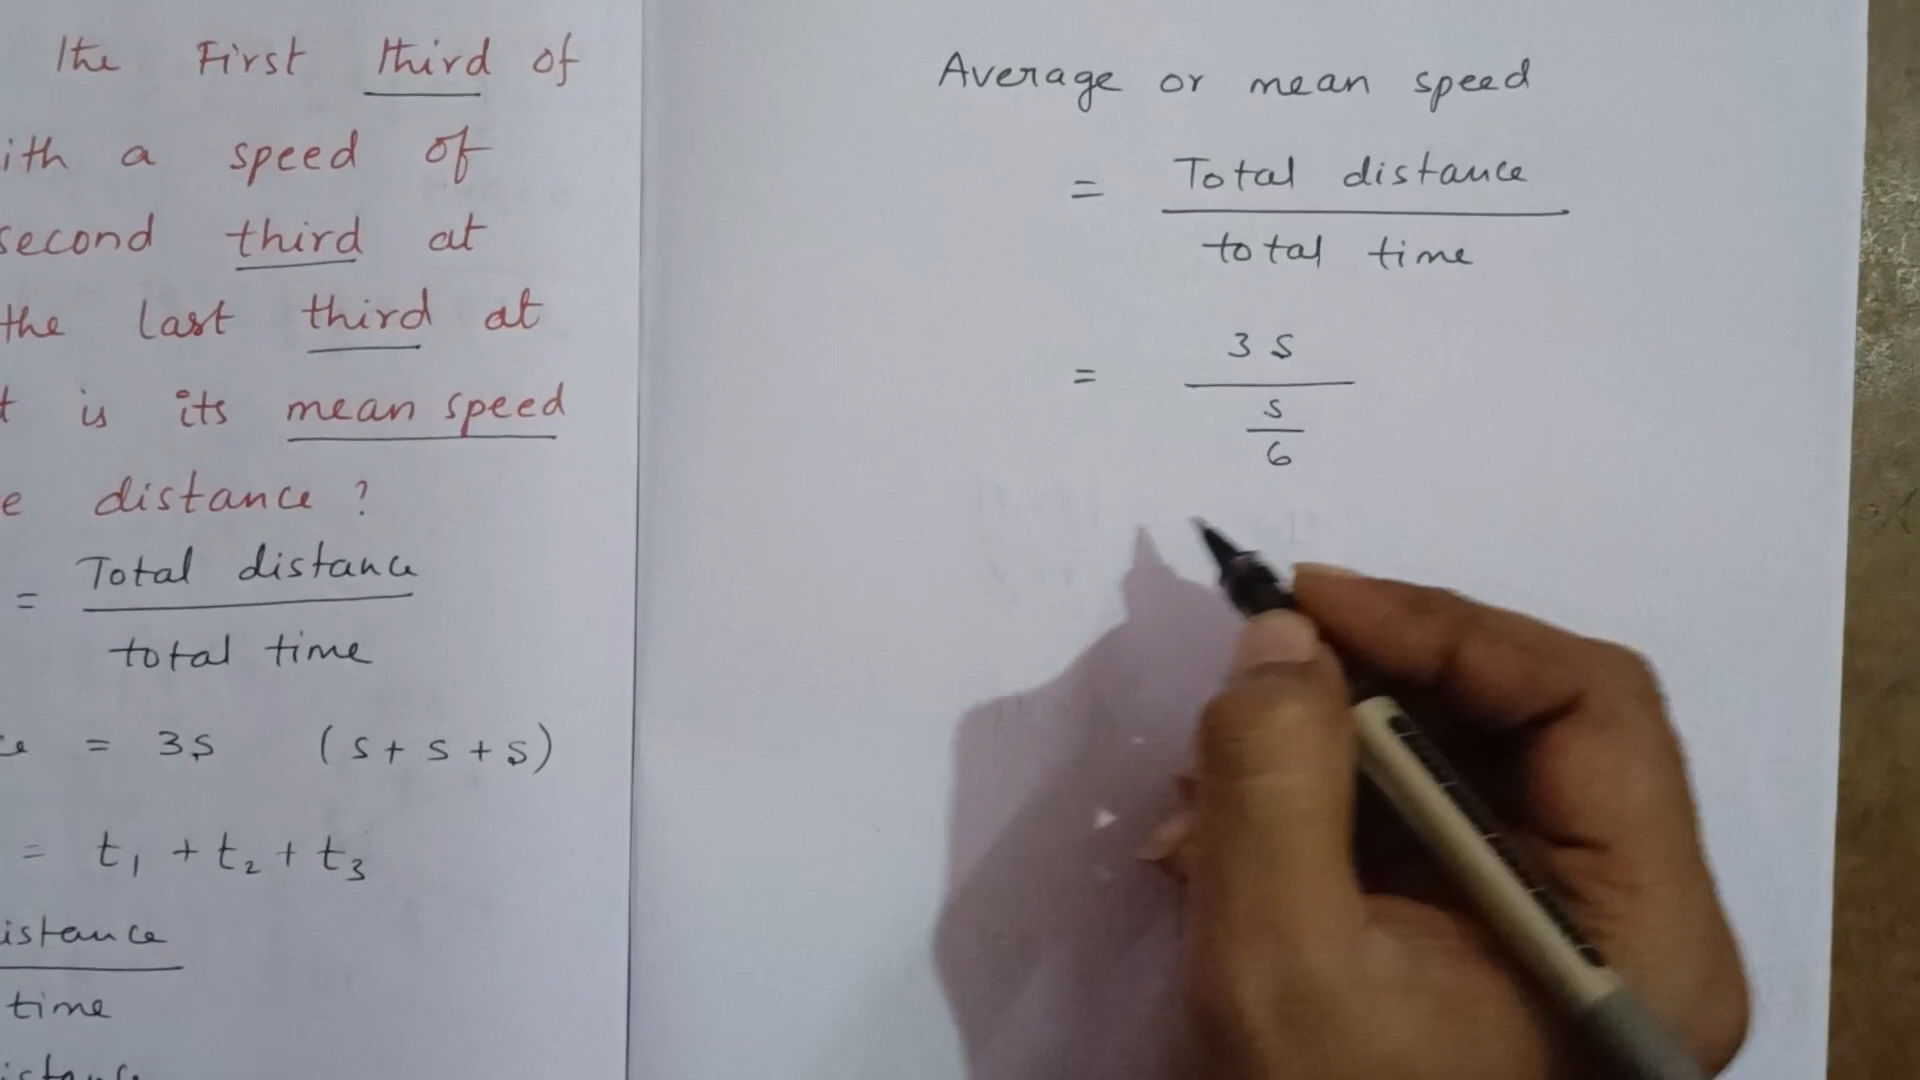 the First third of
ith a speed of
second third at
the last third at
t is its mean speed
e distance ?
= Total distance
total time
ce = 3s (s + s + s)
= t₁ + t₂ + t₃
istance
time
Average or mean speed
= Total distance
total time
= 3 s
s
6